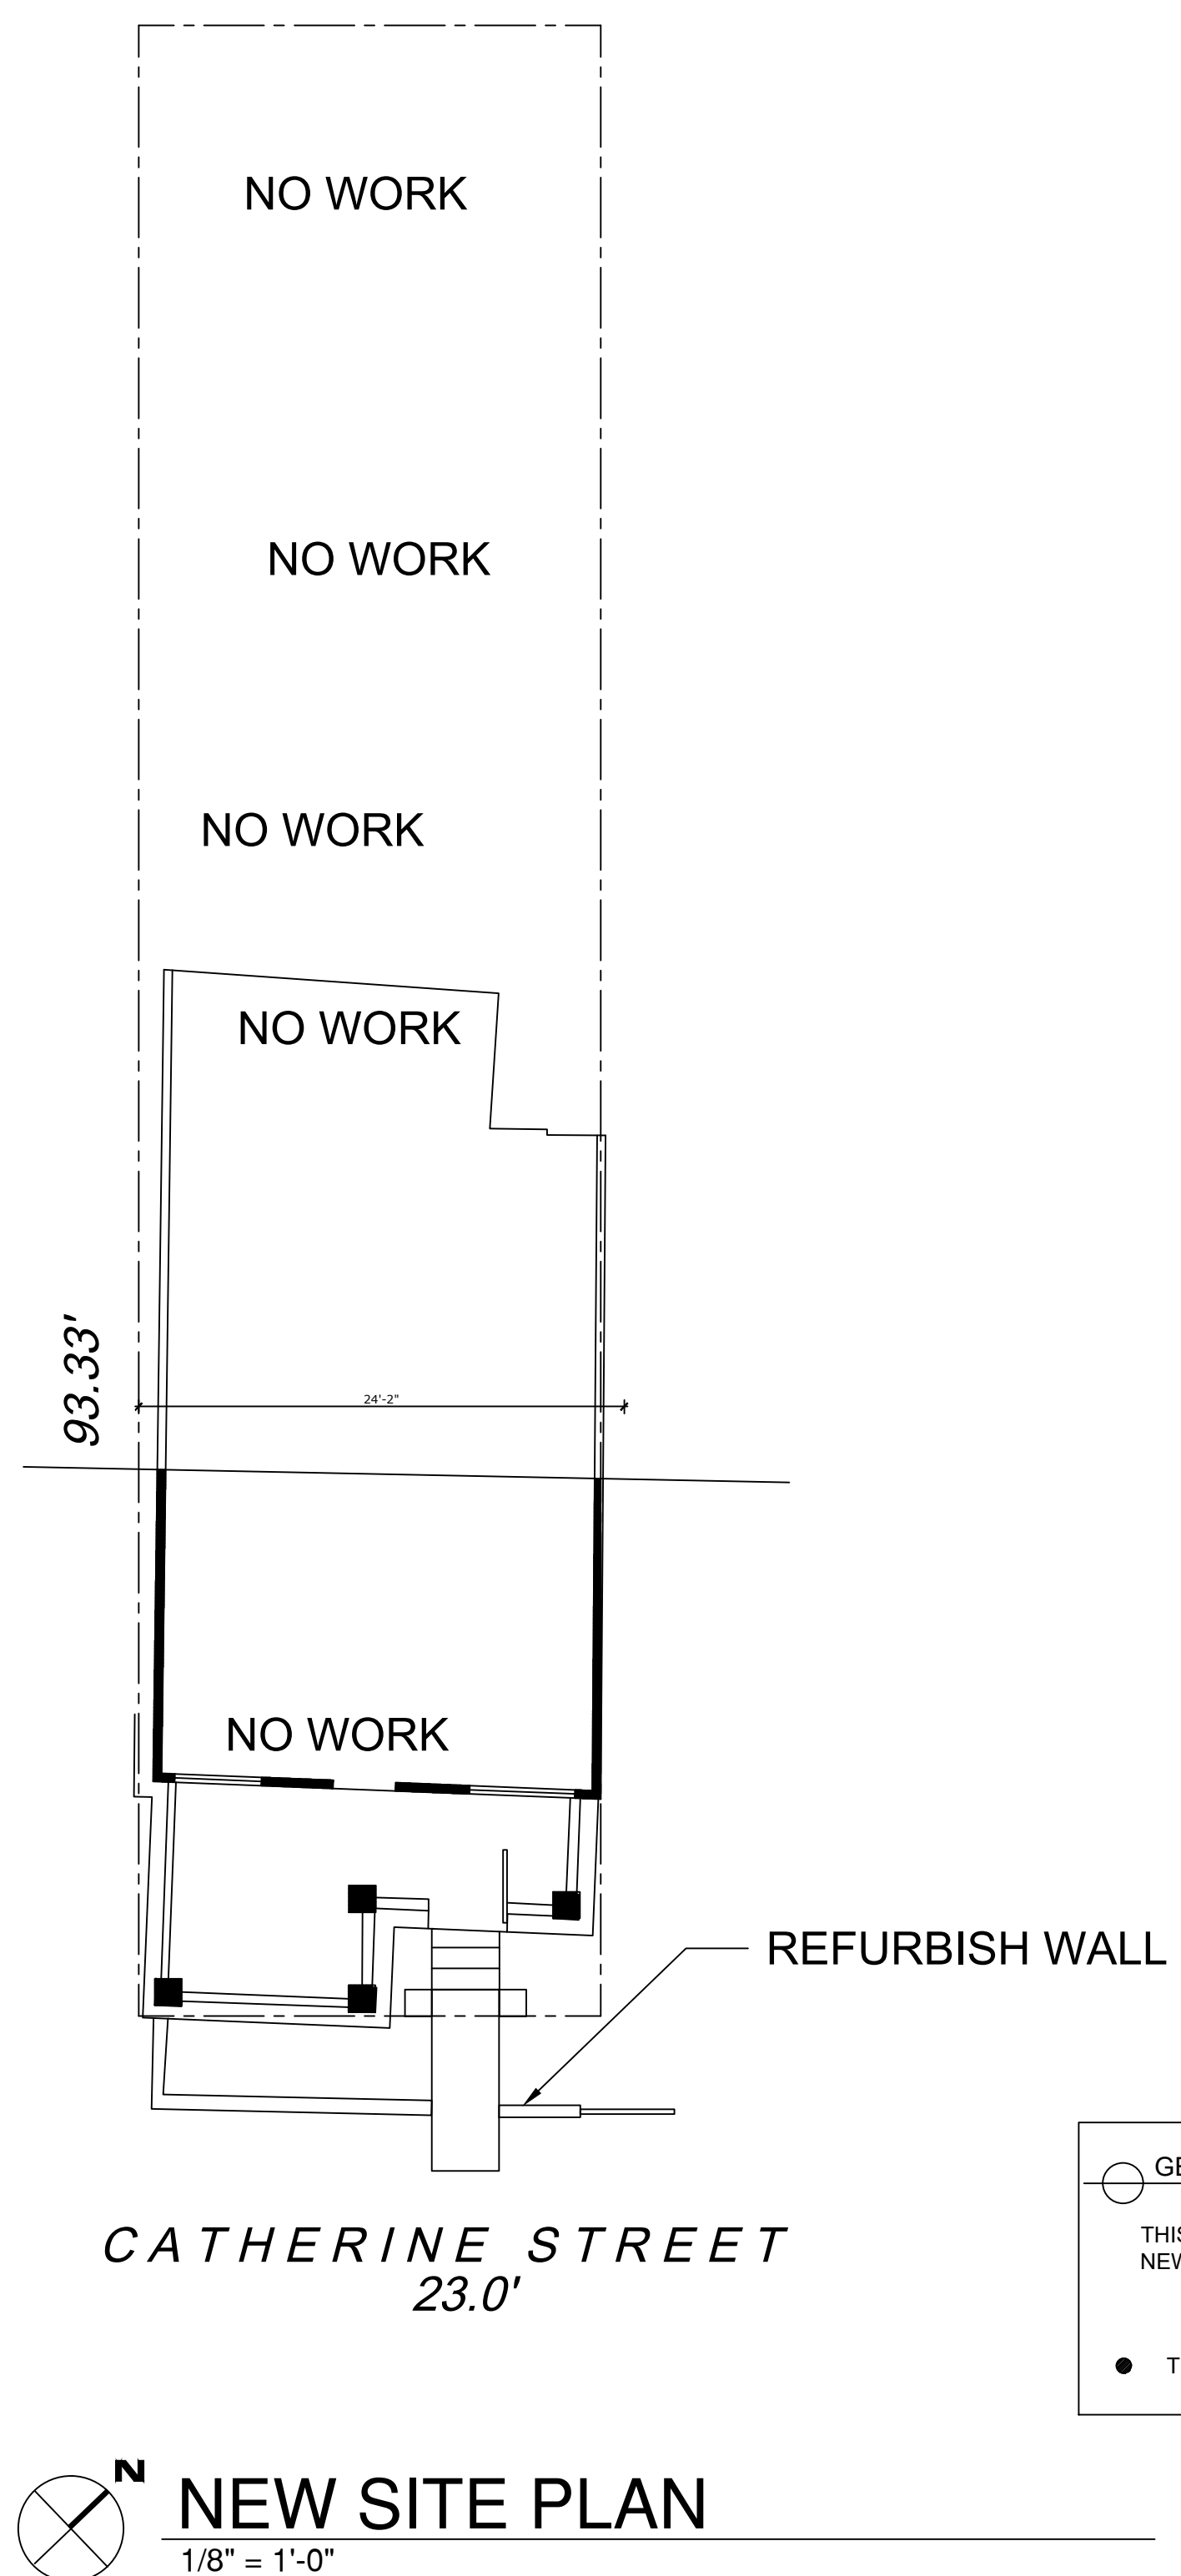 NO WORK
NO WORK
NO WORK
NO WORK
93.33'
24'-2"
NO WORK
REFURBISH WALL
CATHERINE STREET
23.0'
N
NEW SITE PLAN
1/8" = 1'-0"